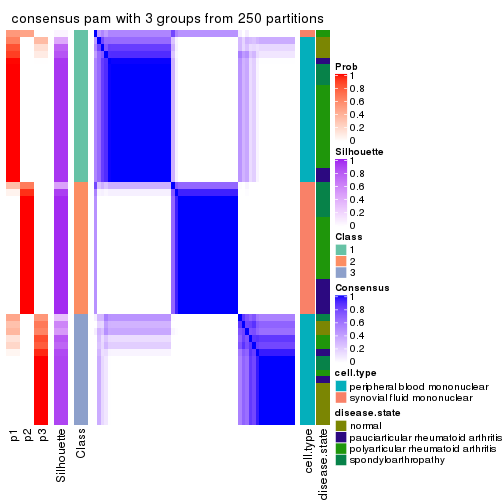 consensus pam with 3 groups from 250 partitions
Prob
1
0.8
0.6
0.4
0.2
0
Silhouette
1
0.8
0.6
0.4
0.2
0
Class
1
2
3
Consensus
1
0.8
0.6
0.4
0.2
0
cell.type
peripheral blood mononuclear
synovial fluid mononuclear
disease.state
normal
pauciarticular rheumatoid arthritis
polyarticular rheumatoid arthritis
spondyloarthropathy
p1
p2
p3
Silhouette
Class
cell.type
disease.state